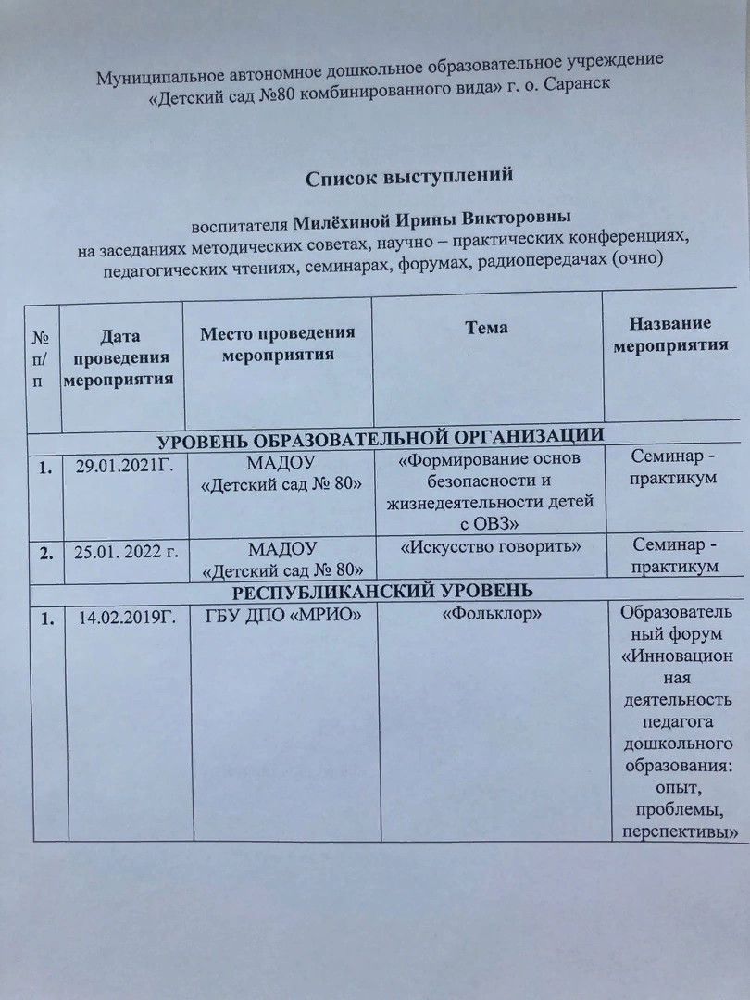 Муниципальное автономное дошкольное образовательное учреждение
«Детский сад №80 комбинированного вида» г. о. Саранск
Список выступлений
воспитателя Милёхиной Ирины Викторовны
на заседаниях методических советах, научно – практических конференциях,
педагогических чтениях, семинарах, форумах, радиопередачах (очно)
№
п/
п
Дата
проведения
мероприятия
Место проведения
мероприятия
Тема
Название
мероприятия
УРОВЕНЬ ОБРАЗОВАТЕЛЬНОЙ ОРГАНИЗАЦИИ
1.
29.01.2021Г.
МАДОУ
«Детский сад № 80»
«Формирование основ
безопасности и
жизнедеятельности детей
с ОВЗ»
Семинар -
практикум
2.
25.01. 2022 г.
МАДОУ
«Детский сад № 80»
«Искусство говорить»
Семинар -
практикум
РЕСПУБЛИКАНСКИЙ УРОВЕНЬ
1.
14.02.2019Г.
ГБУ ДПО «МРИО»
«Фольклор»
Образователь
ный форум
«Инновацион
ная
деятельность
педагога
дошкольного
образования:
опыт,
проблемы,
перспективы»